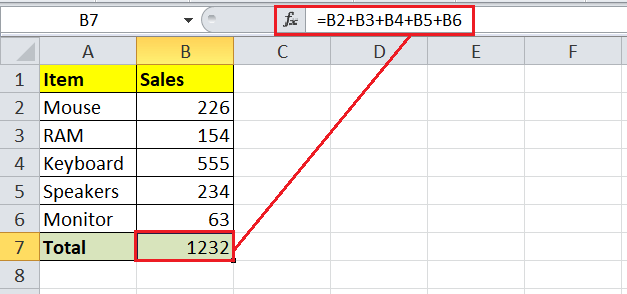 B7 fx =B2+B3+B4+B5+B6
A B C D E F
1 Item Sales
2 Mouse 226
3 RAM 154
4 Keyboard 555
5 Speakers 234
6 Monitor 63
7 Total 1232
8